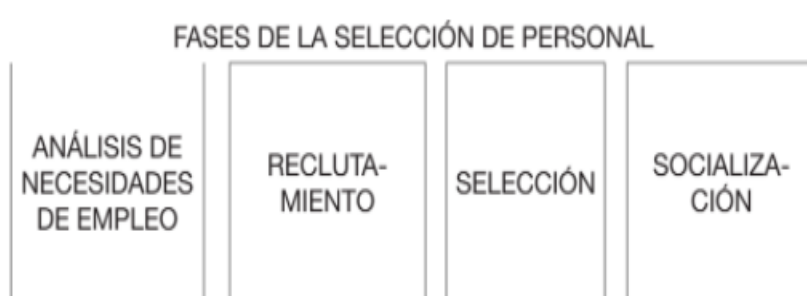 FASES DE LA SELECCIÓN DE PERSONAL
ANÁLISIS DE
NECESIDADES
DE EMPLEO
RECLUTA-
MIENTO
SELECCIÓN
SOCIALIZA-
CIÓN